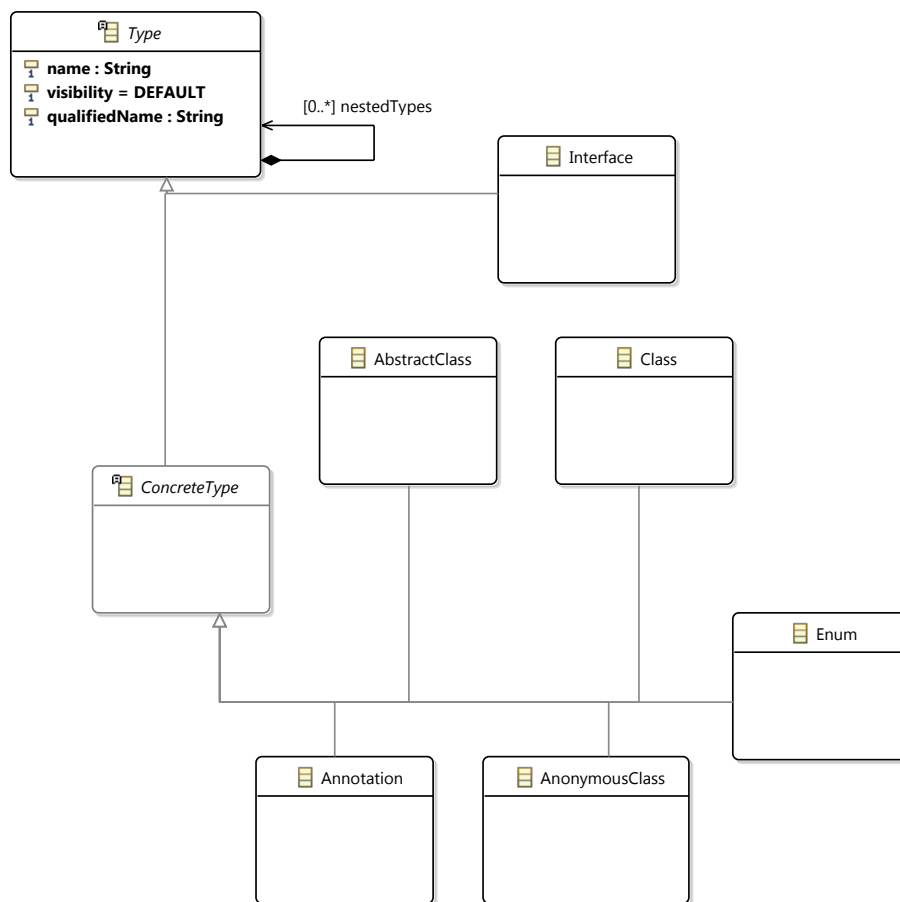 Type
name : String
visibility = DEFAULT
qualifiedName : String
[0..*] nestedTypes
Interface
AbstractClass
Class
ConcreteType
Enum
Annotation
AnonymousClass